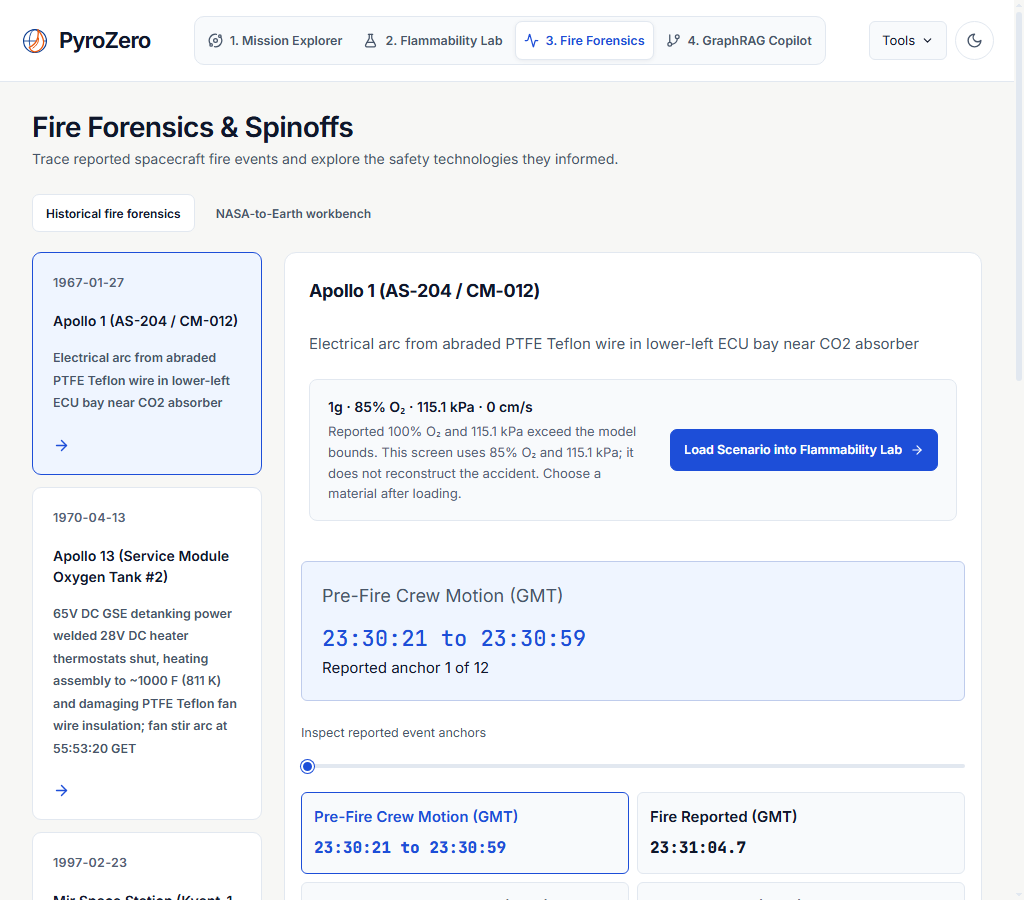 PyroZero
1. Mission Explorer
2. Flammability Lab
3. Fire Forensics
4. GraphRAG Copilot
Tools
Fire Forensics & Spinoffs
Trace reported spacecraft fire events and explore the safety technologies they informed.
Historical fire forensics
NASA-to-Earth workbench
1967-01-27
Apollo 1 (AS-204 / CM-012)
Electrical arc from abraded
PTFE Teflon wire in lower-left
ECU bay near CO2 absorber
1970-04-13
Apollo 13 (Service Module
Oxygen Tank #2)
65V DC GSE detanking power
welded 28V DC heater
thermostats shut, heating
assembly to ~1000 F (811 K)
and damaging PTFE Teflon fan
wire insulation; fan stir arc at
55:53:20 GET
1997-02-23
Mir Space Station (Kvant-1
Apollo 1 (AS-204 / CM-012)
Electrical arc from abraded PTFE Teflon wire in lower-left ECU bay near CO2 absorber
1g · 85% O₂ · 115.1 kPa · 0 cm/s
Reported 100% O₂ and 115.1 kPa exceed the model
bounds. This screen uses 85% O₂ and 115.1 kPa; it
does not reconstruct the accident. Choose a
material after loading.
Load Scenario into Flammability Lab
Pre-Fire Crew Motion (GMT)
23:30:21 to 23:30:59
Reported anchor 1 of 12
Inspect reported event anchors
Pre-Fire Crew Motion (GMT)
23:30:21 to 23:30:59
Fire Reported (GMT)
23:31:04.7